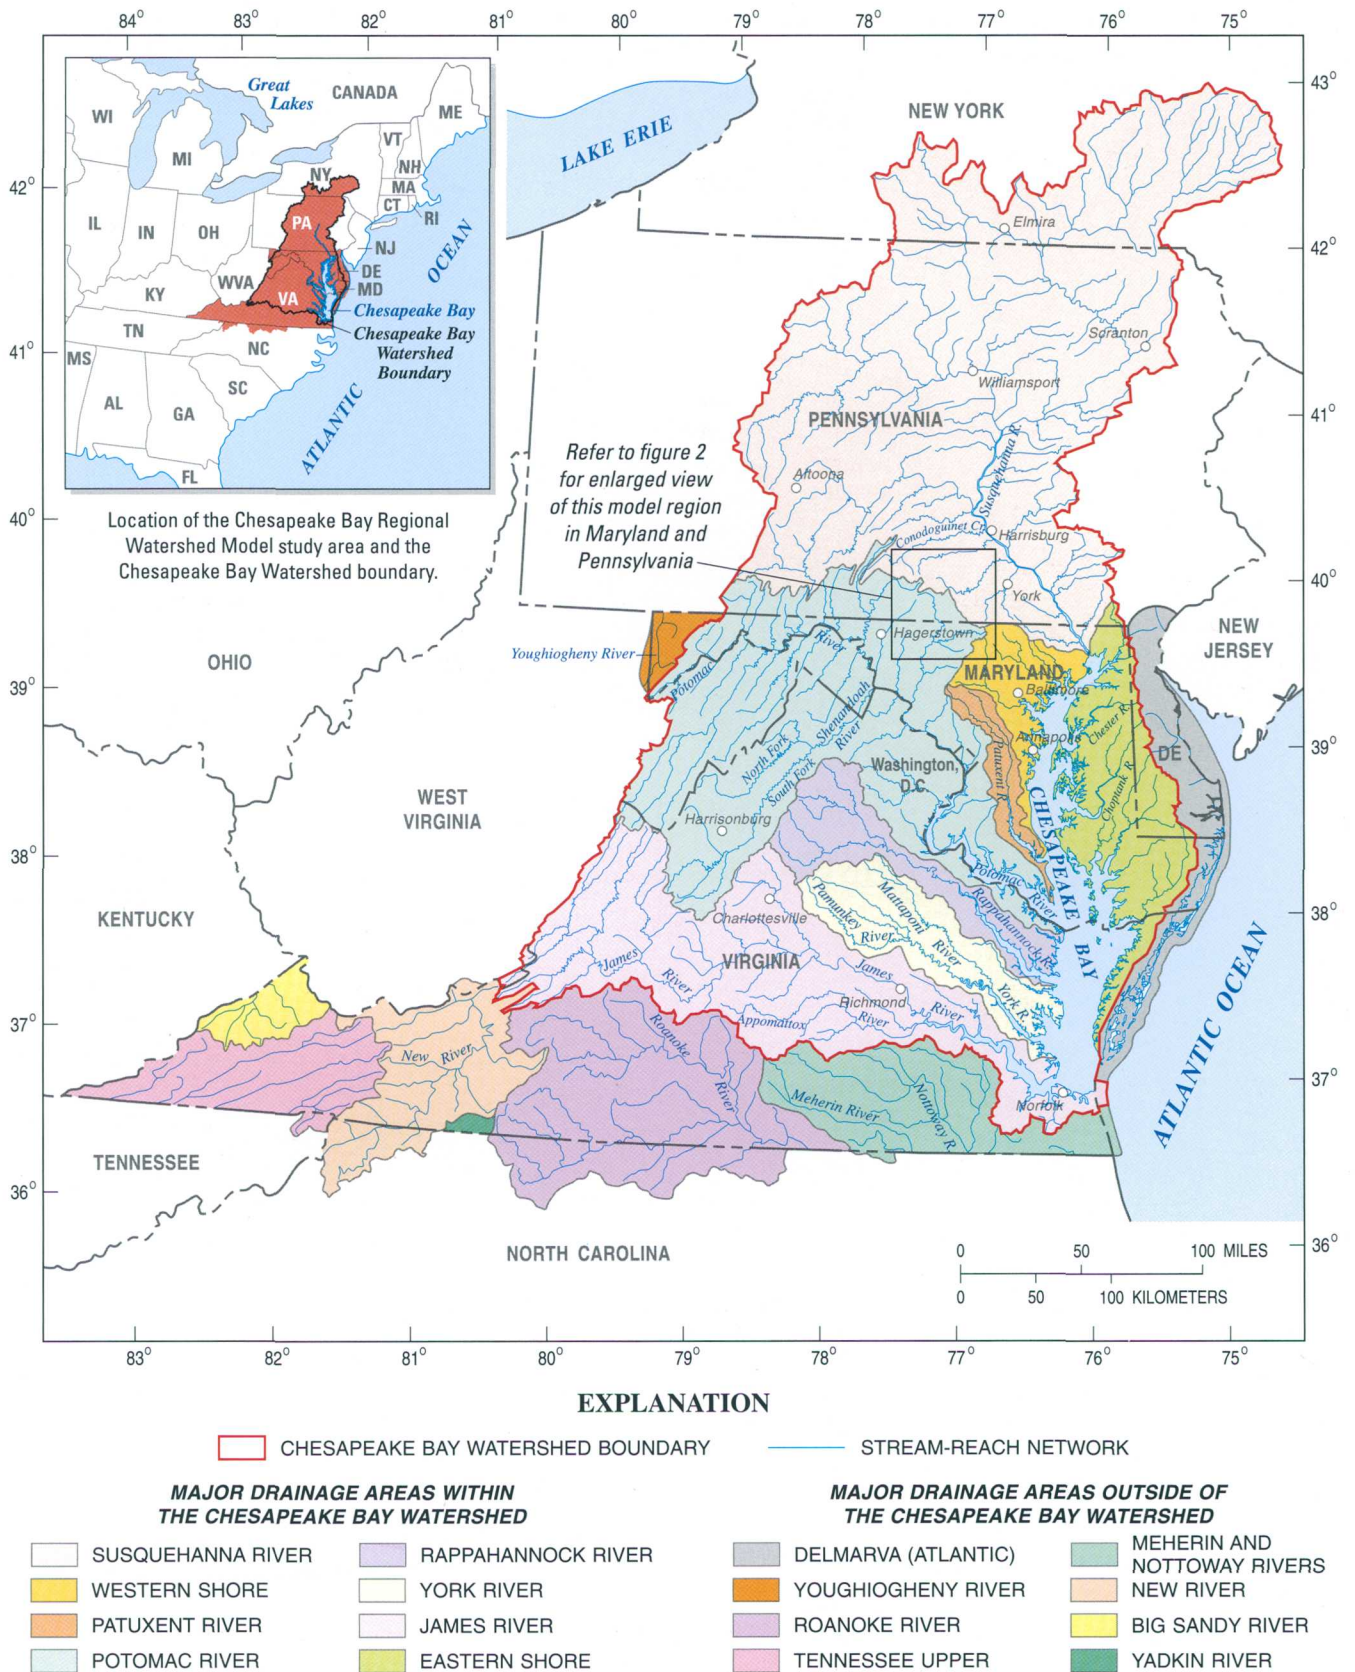 84° 83° 82° 81° 80° 79° 78° 77° 76° 75°
43°
42°
41°
40°
39°
38°
37°
36°
42°
41°
40°
39°
38°
37°
36°
83° 82° 81° 80° 79° 78° 77° 76° 75°
Great
Lakes
CANADA
ME
WI
VT
MI
NH
NY
MA
CT
RI
IL
IN
OH
PA
NJ
OCEAN
WVA
DE
MD
KY
VA
Chesapeake Bay
TN
Chesapeake Bay
Watershed
Boundary
NC
MS
SC
AL
GA
ATLANTIC
FL
Location of the Chesapeake Bay Regional
Watershed Model study area and the
Chesapeake Bay Watershed boundary.
LAKE ERIE
NEW YORK
Elmira
Scranton
Williamsport
PENNSYLVANIA
Susquehanna R.
Altoona
Refer to figure 2
for enlarged view
of this model region
in Maryland and
Pennsylvania
Conodoguinet Cr.
Harrisburg
York
NEW
JERSEY
OHIO
Hagerstown
Youghiogheny River
Potomac
River
MARYLAND
Baltimore
Shenandoah
River
North Fork
South Fork
Annapolis
Chester R.
Patuxent R.
DE
Washington,
D.C.
Choptank R.
WEST
VIRGINIA
CHESAPEAKE
BAY
Harrisonburg
Potomac
River
Rappahannock R.
KENTUCKY
Charlottesville
Mattaponi
River
Pamunkey
River
VIRGINIA
James
River
James
River
Richmond
York R.
Appomattox
River
ATLANTIC OCEAN
New River
Roanoke
River
Meherin River
Nottoway R.
Norfolk
TENNESSEE
NORTH CAROLINA
0 50 100 MILES
0 50 100 KILOMETERS
EXPLANATION
CHESAPEAKE BAY WATERSHED BOUNDARY
STREAM-REACH NETWORK
MAJOR DRAINAGE AREAS WITHIN
THE CHESAPEAKE BAY WATERSHED
SUSQUEHANNA RIVER
WESTERN SHORE
PATUXENT RIVER
POTOMAC RIVER
RAPPAHANNOCK RIVER
YORK RIVER
JAMES RIVER
EASTERN SHORE
MAJOR DRAINAGE AREAS OUTSIDE OF
THE CHESAPEAKE BAY WATERSHED
DELMARVA (ATLANTIC)
YOUGHIOGHENY RIVER
ROANOKE RIVER
TENNESSEE UPPER
MEHERIN AND
NOTTOWAY RIVERS
NEW RIVER
BIG SANDY RIVER
YADKIN RIVER